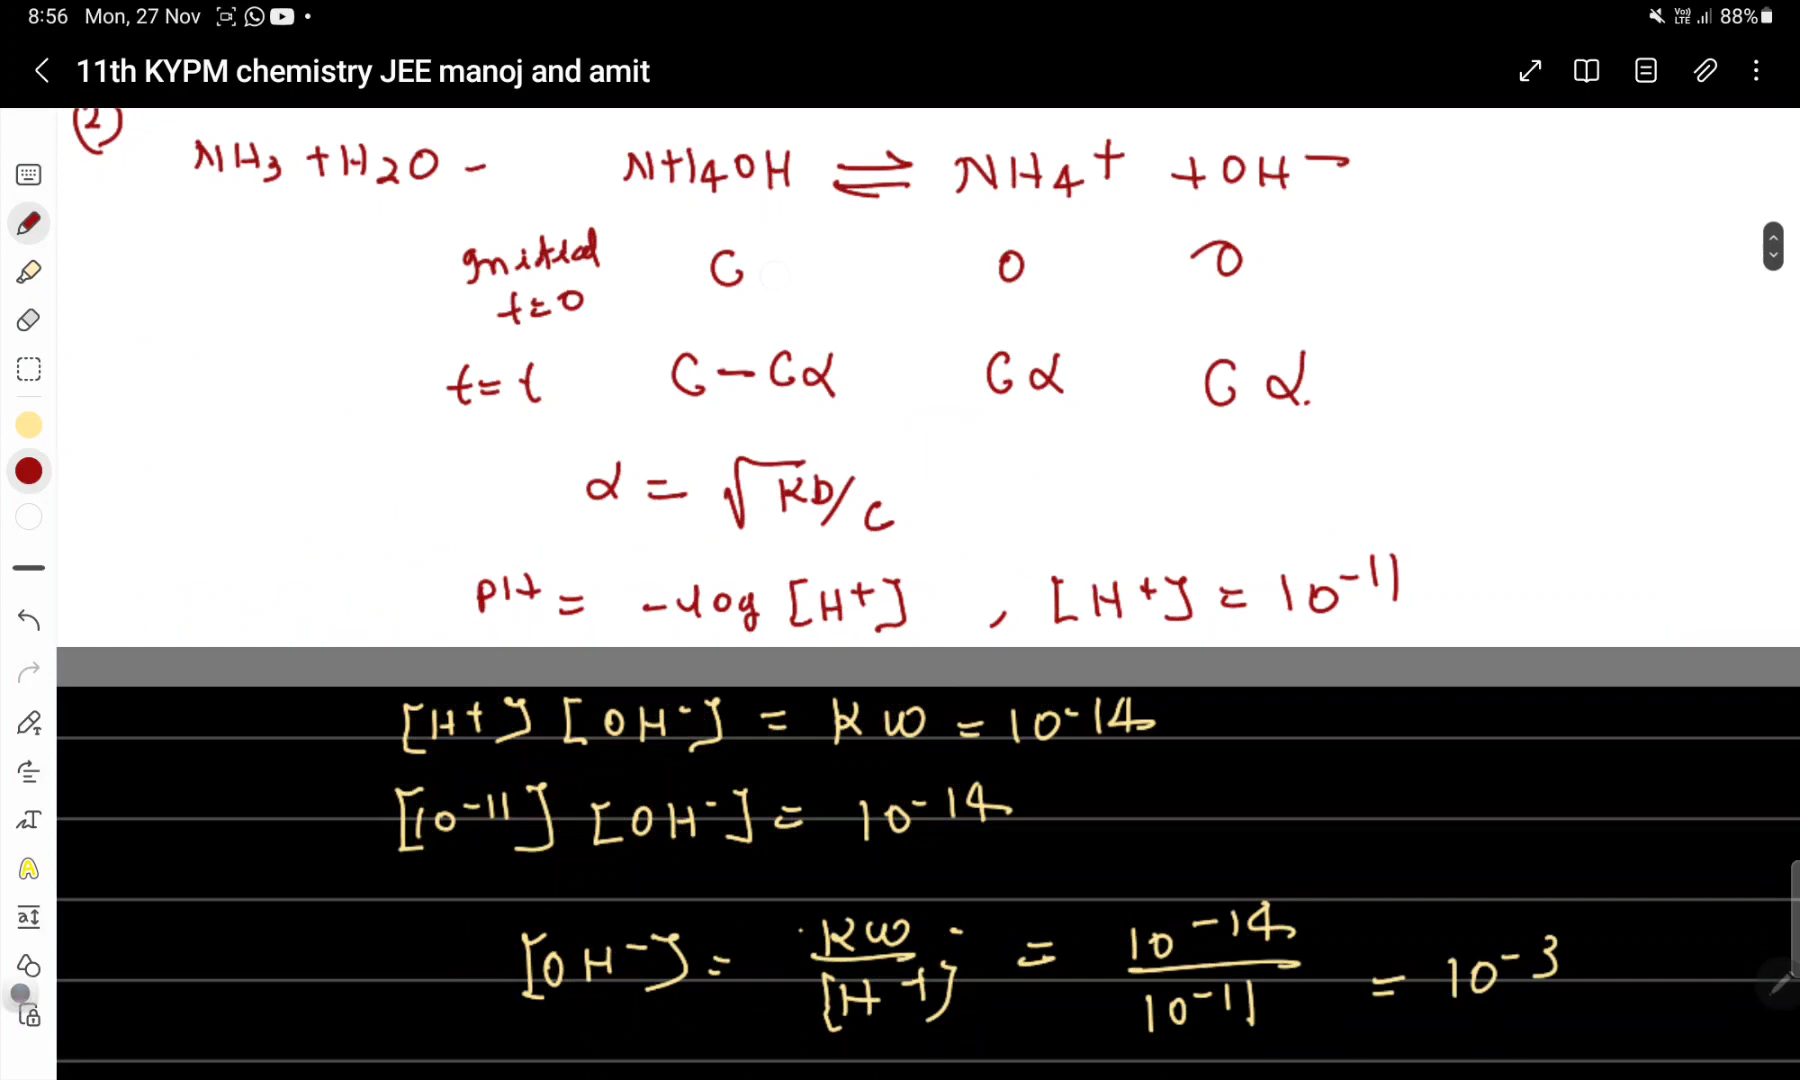 8:56 Mon, 27 Nov 88%
11th KYPM chemistry JEE manoj and amit
(2)
NH3 + H2O - NH4OH ⇌ NH4+ + OH-
Initial C 0 0
t=0
t=t C-Cα Cα Cα.
α = √Kb/C
pH = -log [H+] , [H+] = 10-11
[H+] [OH-] = Kw = 10-14
[10-11] [OH-] = 10-14
[OH-] = Kw/[H+] = 10-14/10-11 = 10-3